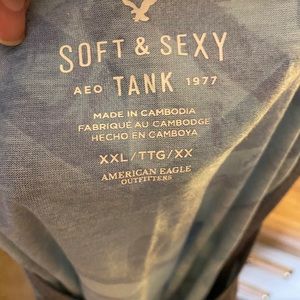 SOFT & SEXY
AEO TANK 1977
MADE IN CAMBODIA
FABRIQUÉ AU CAMBODGE
HECHO EN CAMBOYA
XXL/TTG/XX
AMERICAN EAGLE
OUTFITTERS